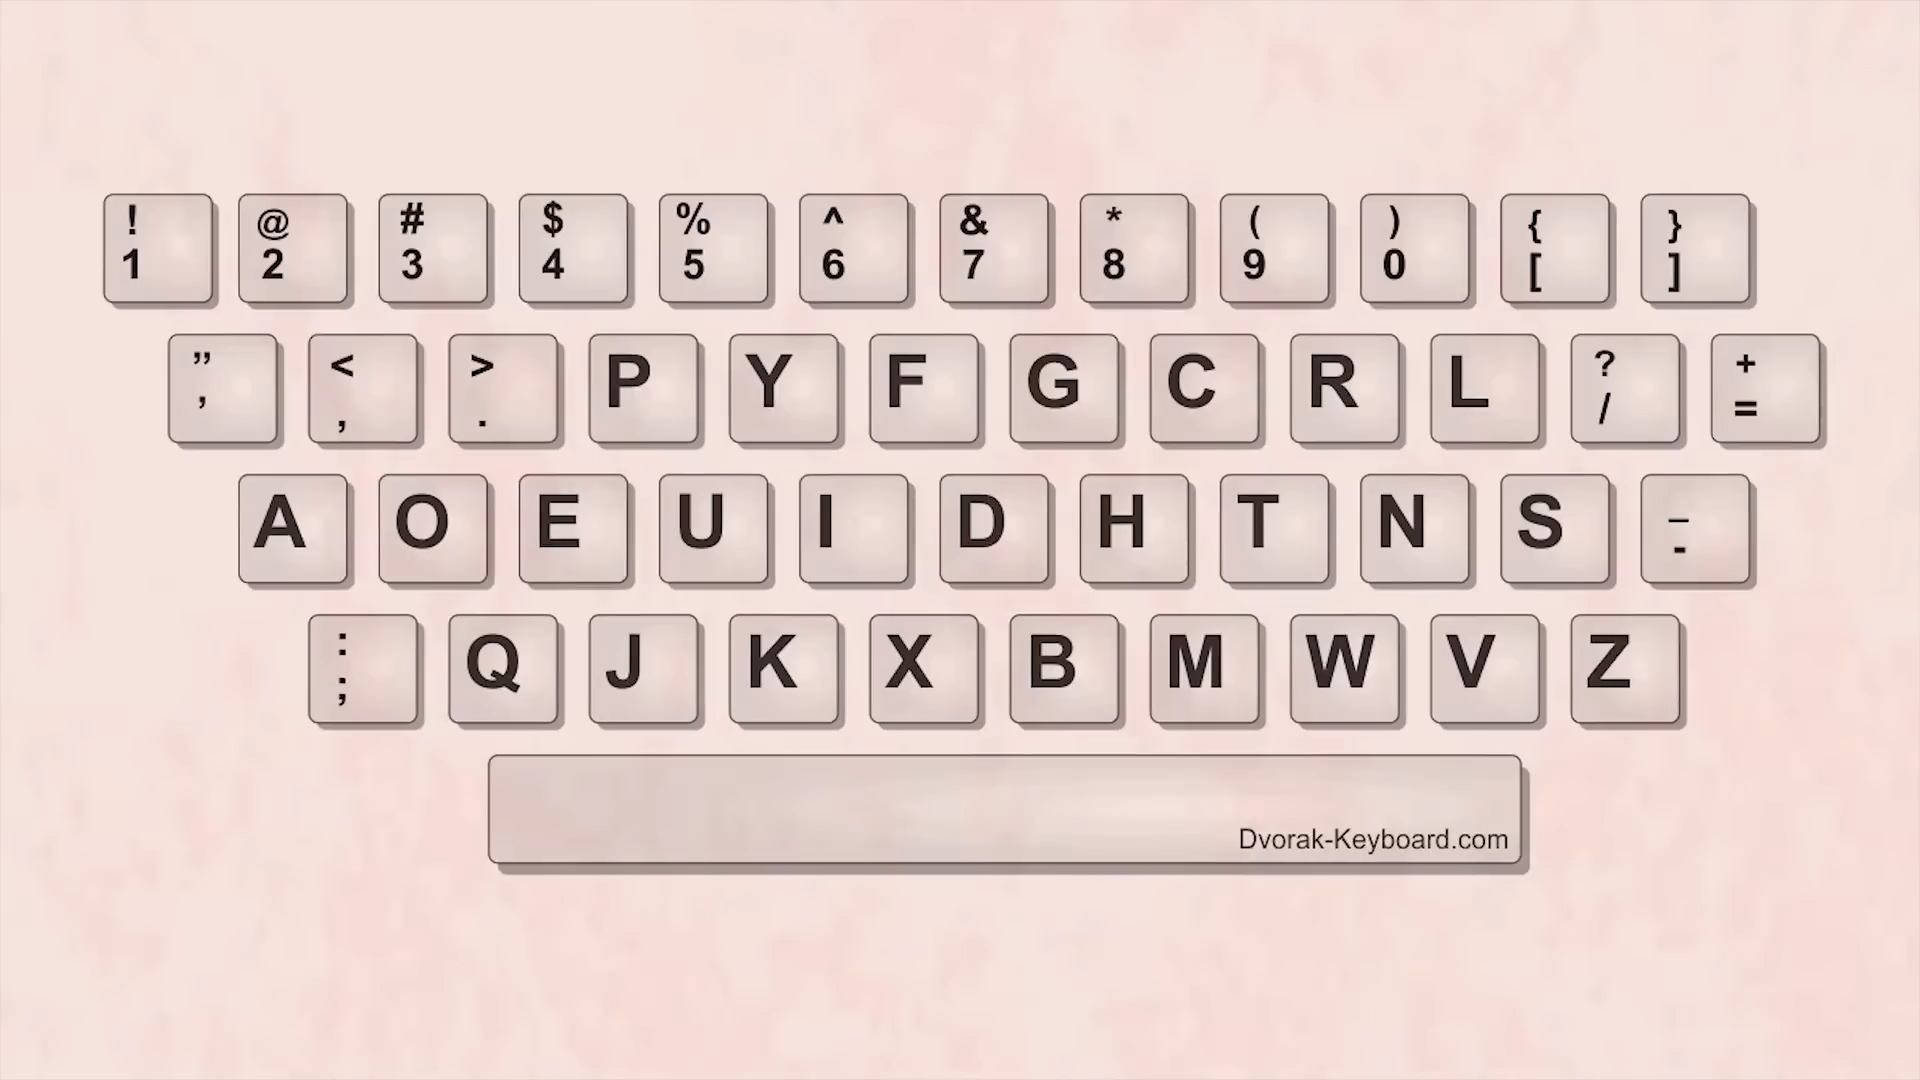 ! @ # $ % ^ & * ( ) { }
1 2 3 4 5 6 7 8 9 0 [ ]
” < > P Y F G C R L ? +
’ , . / =
A O E U I D H T N S _
-
: Q J K X B M W V Z
;
Dvorak-Keyboard.com